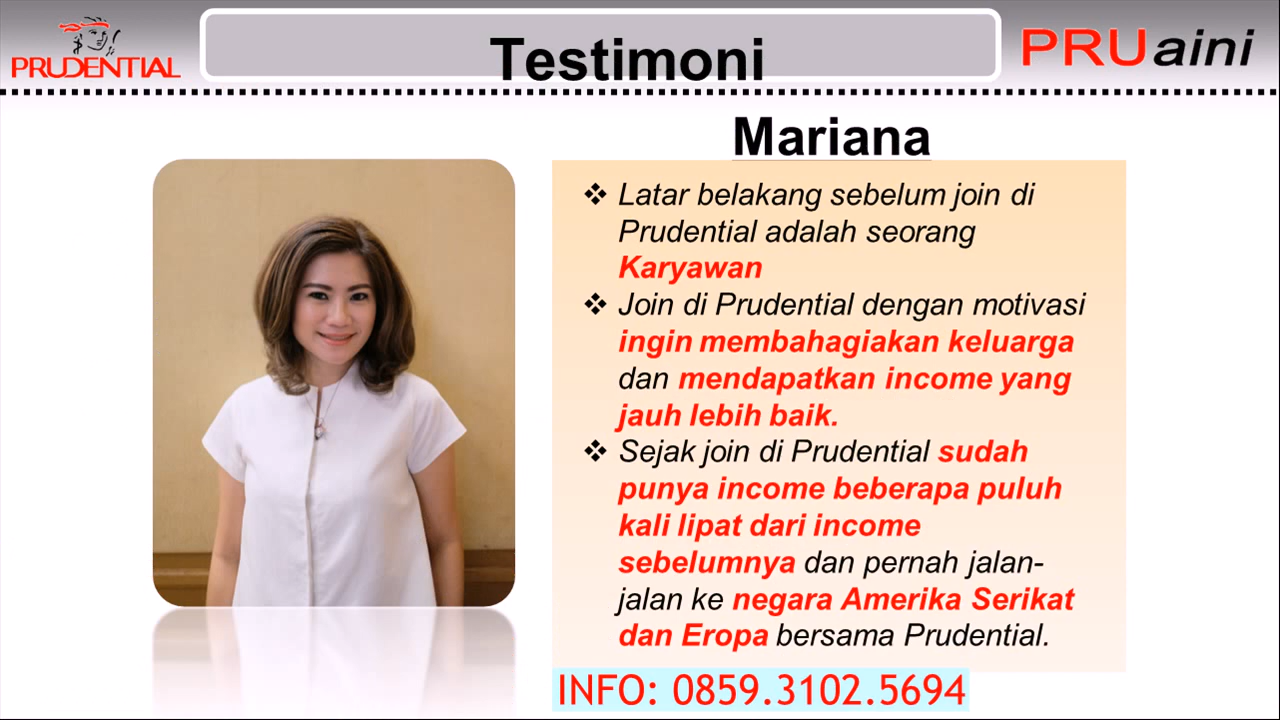 PRUDENTIAL
Testimoni
PRUaini
Mariana
❖ Latar belakang sebelum join di
Prudential adalah seorang
Karyawan
❖ Join di Prudential dengan motivasi
ingin membahagiakan keluarga
dan mendapatkan income yang
jauh lebih baik.
❖ Sejak join di Prudential sudah
punya income beberapa puluh
kali lipat dari income
sebelumnya dan pernah jalan-
jalan ke negara Amerika Serikat
dan Eropa bersama Prudential.
INFO: 0859.3102.5694